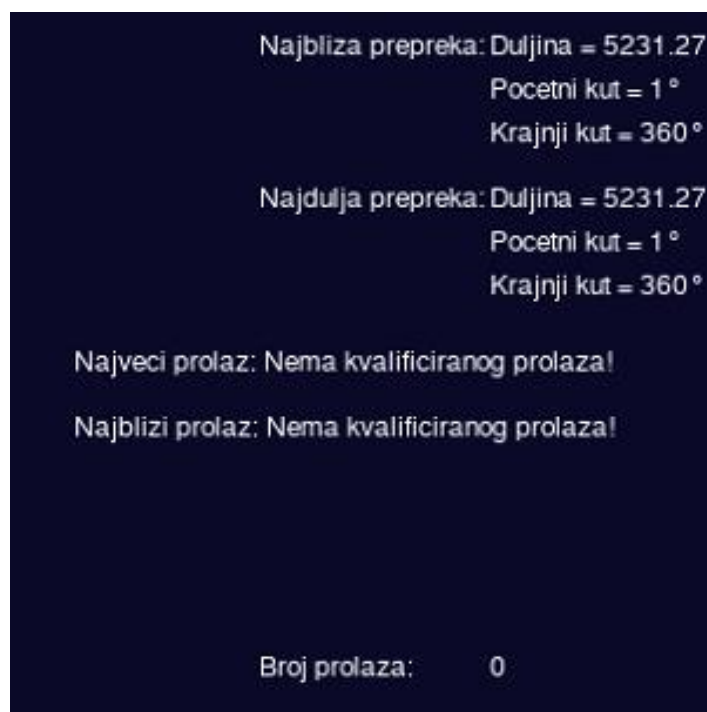 Najbliza prepreka: Duljina = 5231.27
Pocetni kut = 1°
Krajnji kut = 360°
Najdulja prepreka: Duljina = 5231.27
Pocetni kut = 1°
Krajnji kut = 360°
Najveci prolaz: Nema kvalificiranog prolaza!
Najblizi prolaz: Nema kvalificiranog prolaza!
Broj prolaza: 0